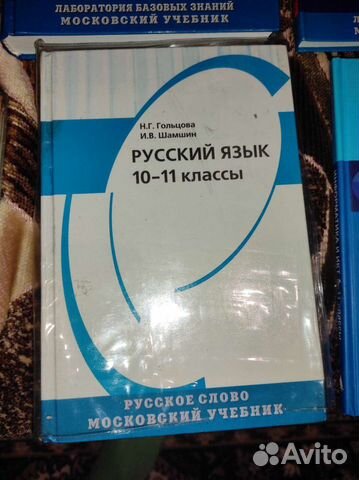 ЛАБОРАТОРИЯ БАЗОВЫХ ЗНАНИЙ
МОСКОВСКИЙ УЧЕБНИК
Н.Г. Гольцова
И.В. Шамшин
РУССКИЙ ЯЗЫК
10–11 классы
РУССКОЕ СЛОВО
МОСКОВСКИЙ УЧЕБНИК
Avito